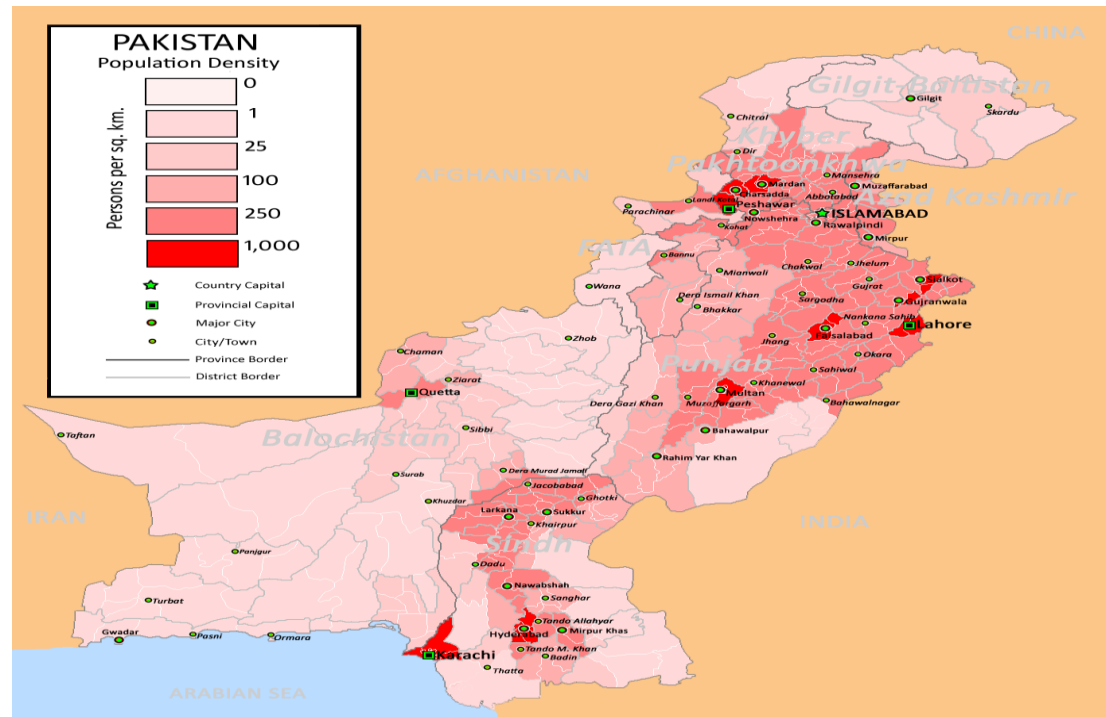 PAKISTAN
Population Density
Persons per sq. km.
0
1
25
100
250
1,000
Country Capital
Provincial Capital
Major City
City/Town
Province Border
District Border
CHINA
Gilgit-Baltistan
Gilgit
Skardu
Chitral
Khyber
Dir
Pakhtoonkhwa
AFGHANISTAN
Mansehra
Mardan
Muzaffarabad
Charsadda
Abbotabad
Azad Kashmir
Landi Kotal
Peshawar
Parachinar
Nowshehra
ISLAMABAD
Rawalpindi
Kohat
Mirpur
FATA
Bannu
Mianwali
Chakwal
Jhelum
Sialkot
Gujrat
Wana
Dera Ismail Khan
Sargodha
Gujranwala
Bhakkar
Nankana Sahib
Lahore
Faisalabad
Zhob
Jhang
Chaman
Okara
Punjab
Sahiwal
Ziarat
Khanewal
Quetta
Multan
Dera Gazi Khan
Muzaffargarh
Bahawalnagar
Taftan
Balochistan
Sibbi
Bahawalpur
Rahim Yar Khan
Surab
Dera Murad Jamali
Jacobabad
Khuzdar
Ghotki
Larkana
Sukkur
IRAN
Khairpur
INDIA
Sindh
Panjgur
Dadu
Nawabshah
Turbat
Sanghar
Tando Allahyar
Gwadar
Pasni
Ormara
Hyderabad
Mirpur Khas
Karachi
Tando M. Khan
Badin
Thatta
ARABIAN SEA